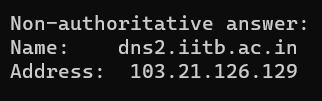 Non-authoritative answer:
Name:    dns2.iitb.ac.in
Address:  103.21.126.129